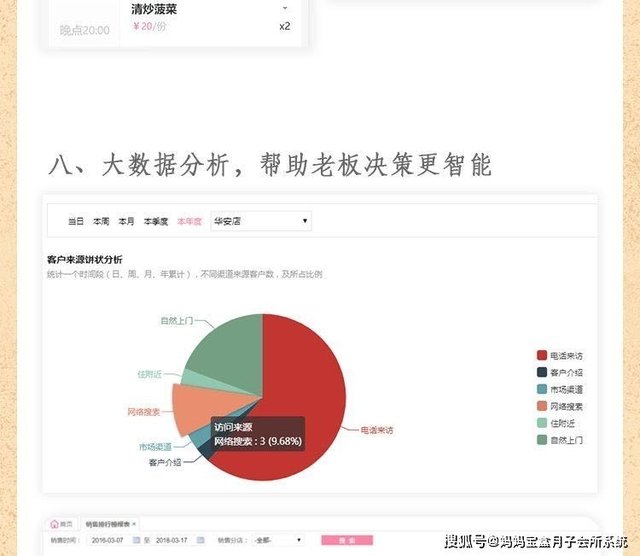 清炒菠菜
晚点20:00
￥20/份 x2
八、大数据分析，帮助老板决策更智能
当日 本周 本月 本季度 本年度 华安店
客户来源饼状分析
统计一个时间段（日、周、月、年累计），不同渠道来源客户数，及所占比例
自然上门
住附近
网络搜索
市场渠道
客户介绍
访问来源
网络搜索 : 3 (9.68%)
电话来访
电话来访
客户介绍
市场渠道
网络搜索
住附近
自然上门
首页 销售排行榜报表 ×
销售时间： 2016-03-07 至 2018-03-17 销售分店： -全部- 搜 索
搜狐号@妈妈宝盒月子会所系统